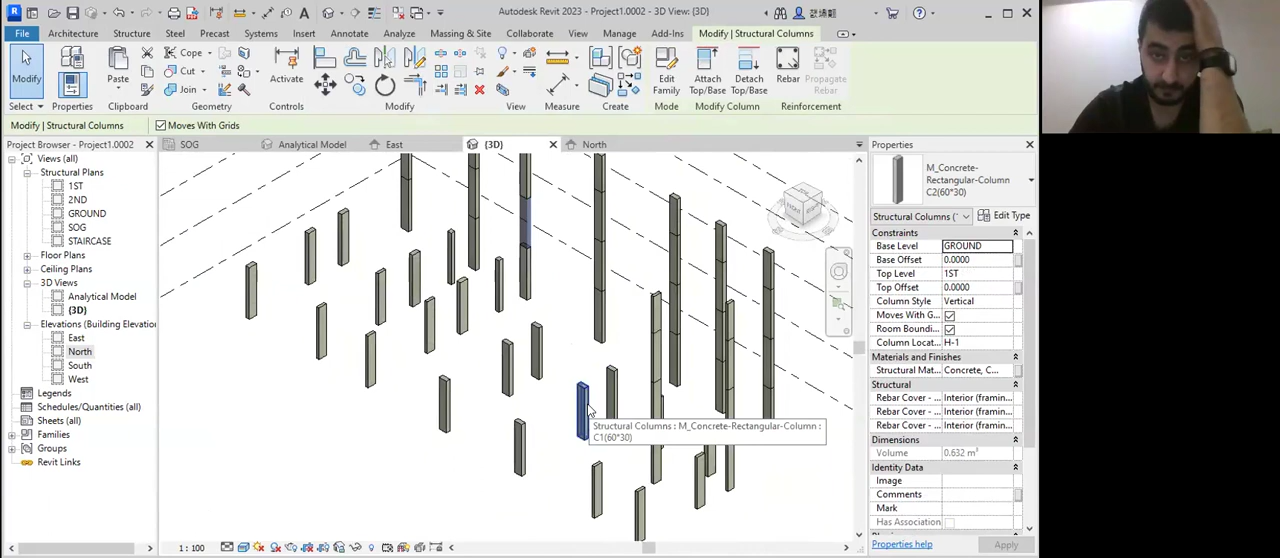 Autodesk Revit 2023 - Project1.0002 - 3D View: {3D}
File Architecture Structure Steel Precast Systems Insert Annotate Analyze Massing & Site Collaborate View Manage Add-Ins Modify | Structural Columns
Modify Paste Cope Cut Join Activate Edit Family Attach Top/Base Detach Top/Base Rebar Propagate Rebar
Select Properties Clipboard Geometry Controls Modify View Measure Create Mode Modify Column Reinforcement
Modify | Structural Columns Moves With Grids
Project Browser - Project1.0002
SOG Analytical Model East {3D} North
Views (all)
Structural Plans
1ST
2ND
GROUND
SOG
STAIRCASE
Floor Plans
Ceiling Plans
3D Views
Analytical Model
{3D}
Elevations (Building Elevatio
East
North
South
West
Legends
Schedules/Quantities (all)
Sheets (all)
Families
Groups
Revit Links
Structural Columns : M_Concrete-Rectangular-Column :
C1(60*30)
1 : 100
Properties
M_Concrete-
Rectangular-Column
C2(60*30)
Structural Columns (
Edit Type
Constraints
Base Level GROUND
Base Offset 0.0000
Top Level 1ST
Top Offset 0.0000
Column Style Vertical
Moves With G...
Room Boundi...
Column Locat... H-1
Materials and Finishes
Structural Mat... Concrete, C...
Structural
Rebar Cover - ... Interior (framin...
Rebar Cover - ... Interior (framin...
Rebar Cover - ... Interior (framin...
Dimensions
Volume 0.632 m³
Identity Data
Image
Comments
Mark
Has Association
Properties help Apply